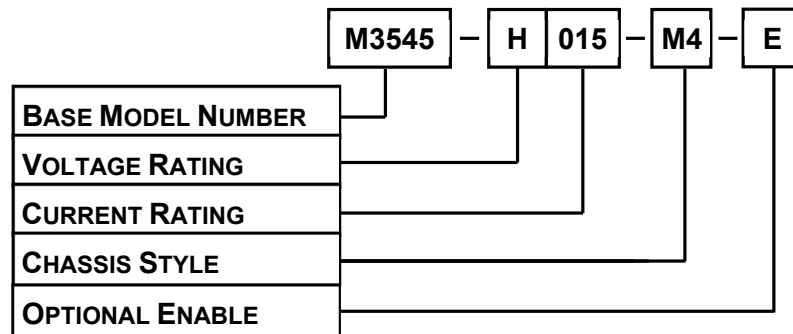 M3545 – H 015 – M4 – E
BASE MODEL NUMBER
VOLTAGE RATING
CURRENT RATING
CHASSIS STYLE
OPTIONAL ENABLE